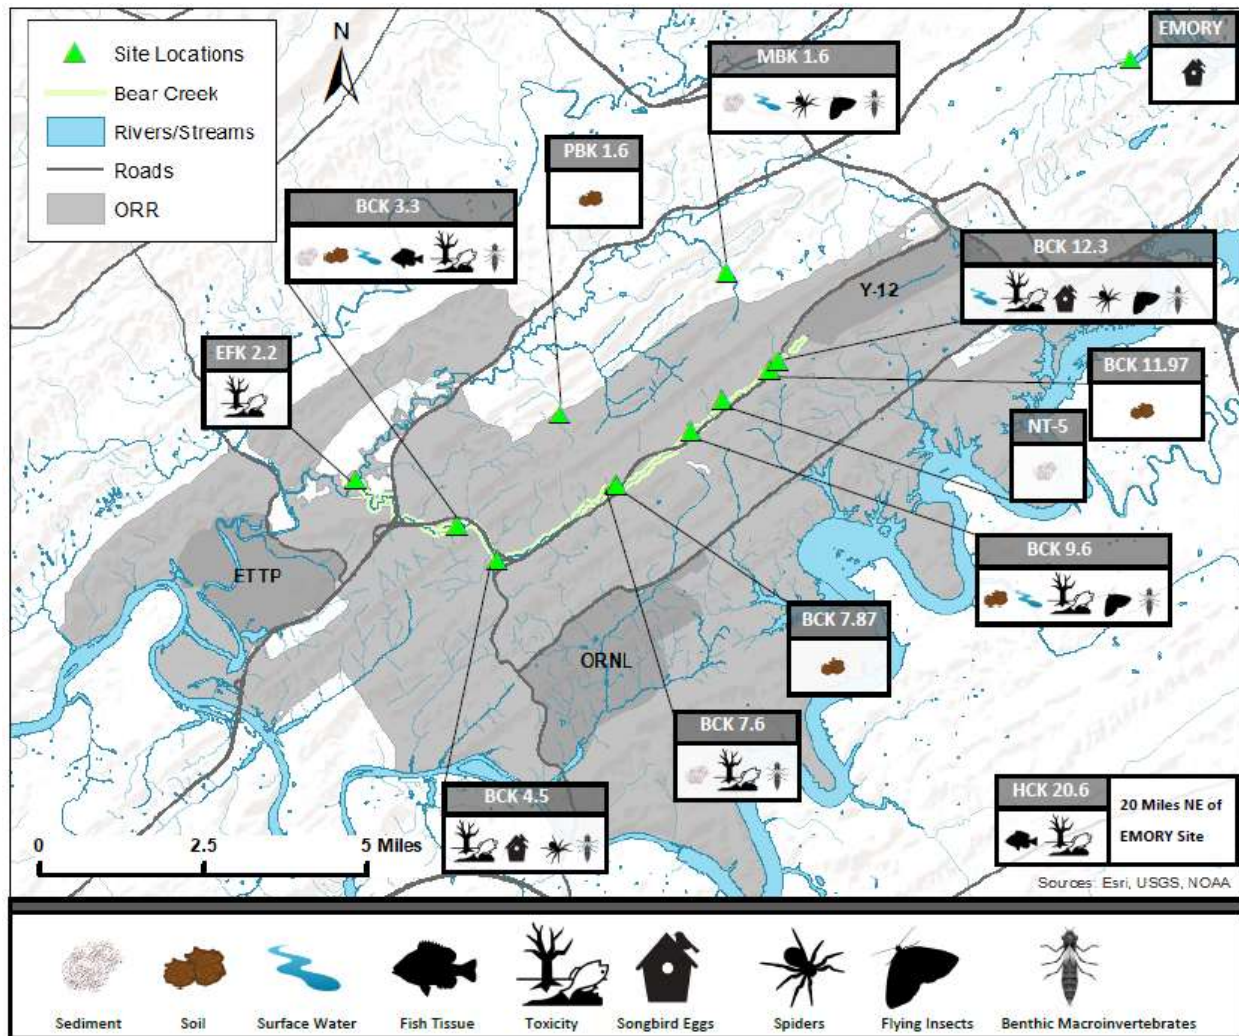 Site Locations
Bear Creek
Rivers/Streams
Roads
ORR
N
MBK 1.6
EMORY
PBK 1.6
BCK 3.3
BCK 12.3
Y-12
EFK 2.2
BCK 11.97
NT-5
BCK 9.6
ETTP
BCK 7.87
ORNL
BCK 7.6
BCK 4.5
HCK 20.6
20 Miles NE of
EMORY Site
0 2.5 5 Miles
Sources: Esri, USGS, NOAA
Sediment Soil Surface Water Fish Tissue Toxicity Songbird Eggs Spiders Flying Insects Benthic Macroinvertebrates